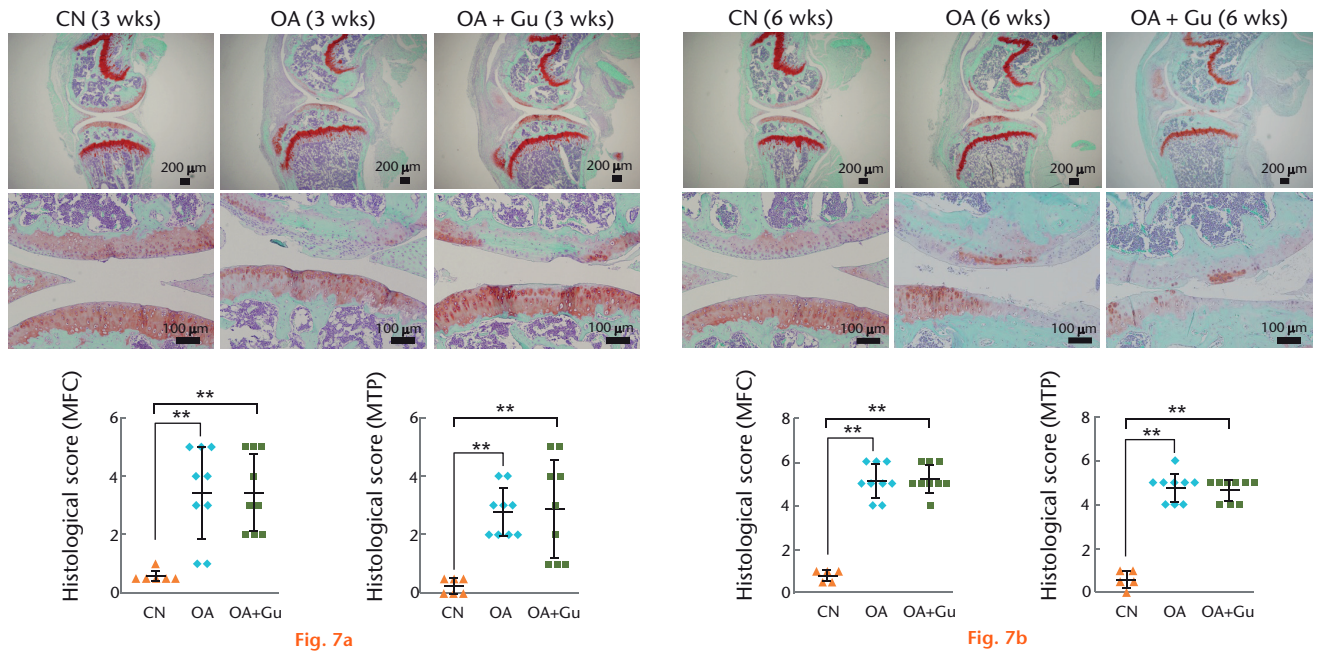 CN (3 wks) OA (3 wks) OA + Gu (3 wks)
200 μm 200 μm 200 μm
100 μm 100 μm 100 μm
Histological score (MFC)
6
4
2
0
**
**
CN OA OA+Gu
Histological score (MTP)
6
4
2
0
**
**
CN OA OA+Gu
Fig. 7a
CN (6 wks) OA (6 wks) OA + Gu (6 wks)
200 μm 200 μm 200 μm
100 μm 100 μm 100 μm
Histological score (MFC)
8
6
4
2
0
**
**
CN OA OA+Gu
Histological score (MTP)
8
6
4
2
0
**
**
CN OA OA+Gu
Fig. 7b